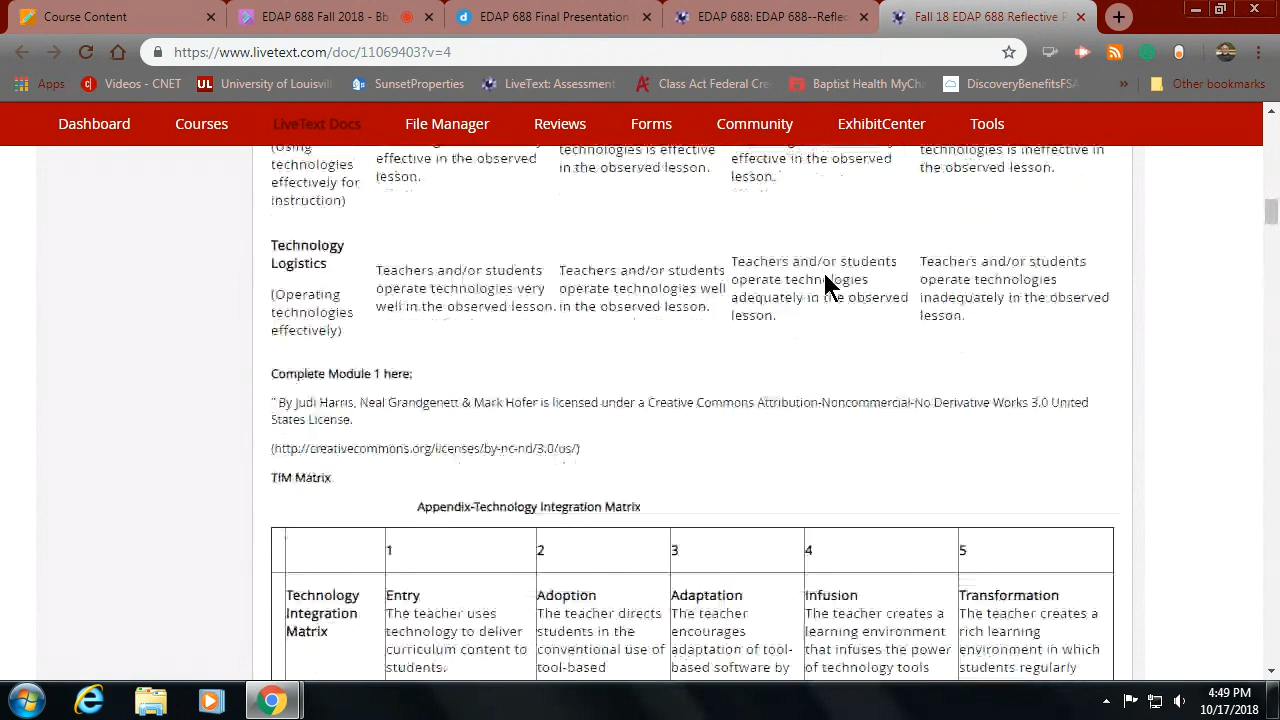 Course Content
EDAP 688 Fall 2018 - Bb
EDAP 688 Final Presentation
EDAP 688: EDAP 688--Refle
Fall 18 EDAP 688 Reflective P
https://www.livetext.com/doc/11069403?v=4
Apps
Videos - CNET
University of Louisvill
SunsetProperties
LiveText: Assessment
Class Act Federal Cre
Baptist Health MyCha
DiscoveryBenefitsFSA
»
Other bookmarks
Dashboard
Courses
LiveText Docs
File Manager
Reviews
Forms
Community
ExhibitCenter
Tools
(Using
technologies
effectively for
instruction)
effective in the observed
lesson.
technologies is effective
in the observed lesson.
effective in the observed
lesson.
technologies is ineffective in
the observed lesson.
Technology
Logistics
(Operating
technologies
effectively)
Teachers and/or students
operate technologies very
well in the observed lesson.
Teachers and/or students
operate technologies well
in the observed lesson.
Teachers and/or students
operate technologies
adequately in the observed
lesson.
Teachers and/or students
operate technologies
inadequately in the observed
lesson.
Complete Module 1 here:
" By Judi Harris, Neal Grandgenett & Mark Hofer is licensed under a Creative Commons Attribution-Noncommercial-No Derivative Works 3.0 United
States License.
(http://creativecommons.org/licenses/by-nc-nd/3.0/us/)
TIM Matrix
Appendix-Technology Integration Matrix
1
2
3
4
5
Technology
Integration
Matrix
Entry
The teacher uses
technology to deliver
curriculum content to
students.
Adoption
The teacher directs
students in the
conventional use of
tool-based
Adaptation
The teacher
encourages
adaptation of tool-
based software by
Infusion
The teacher creates a
learning environment
that infuses the power
of technology tools
Transformation
The teacher creates a
rich learning
environment in which
students regularly
4:49 PM
10/17/2018